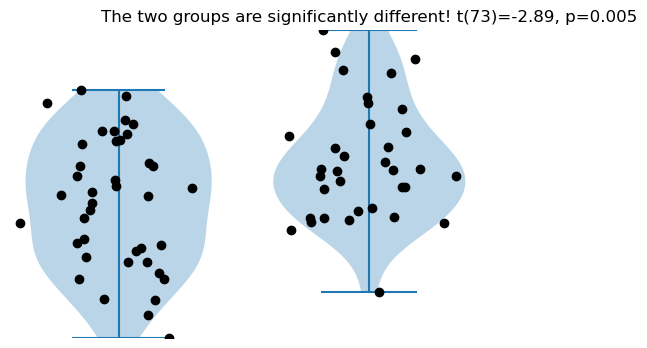 The two groups are significantly different! t(73)=-2.89, p=0.005